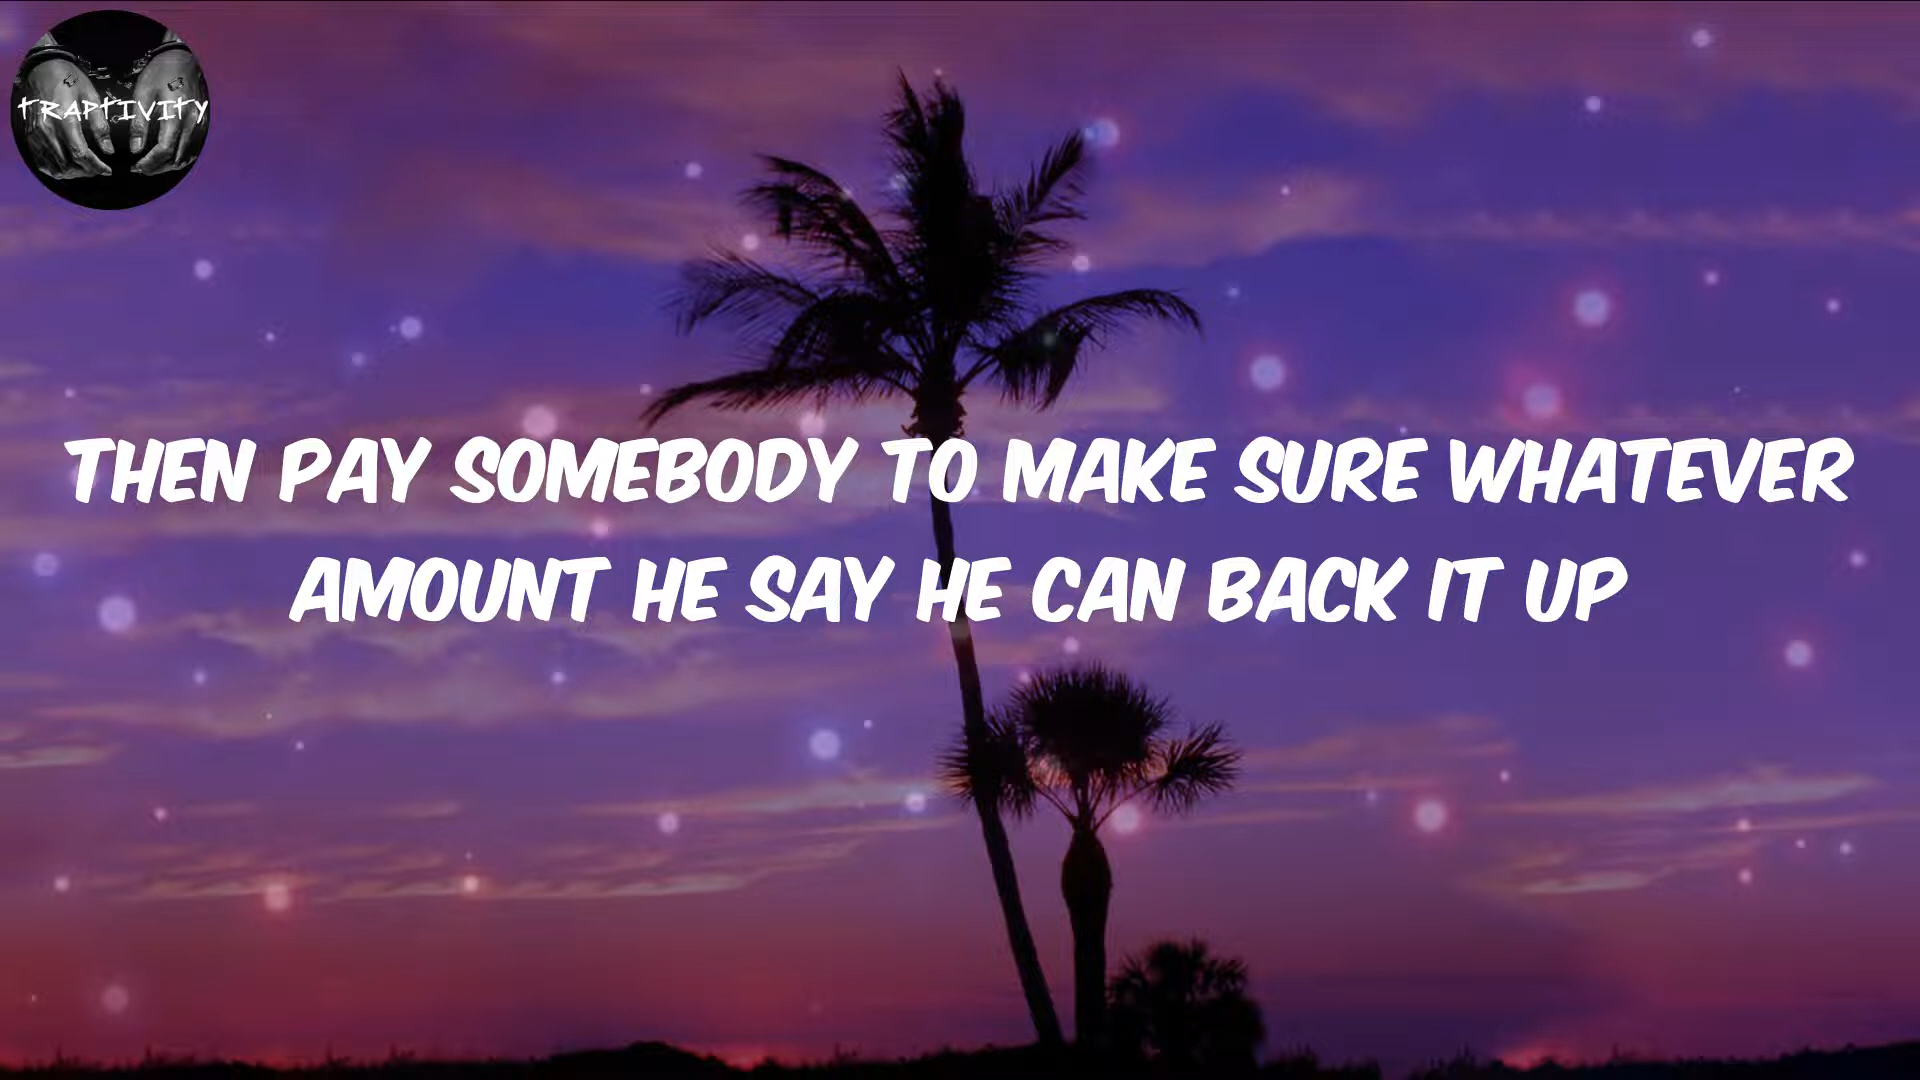 TRAPTIVITY
THEN PAY SOMEBODY TO MAKE SURE WHATEVER
AMOUNT HE SAY HE CAN BACK IT UP